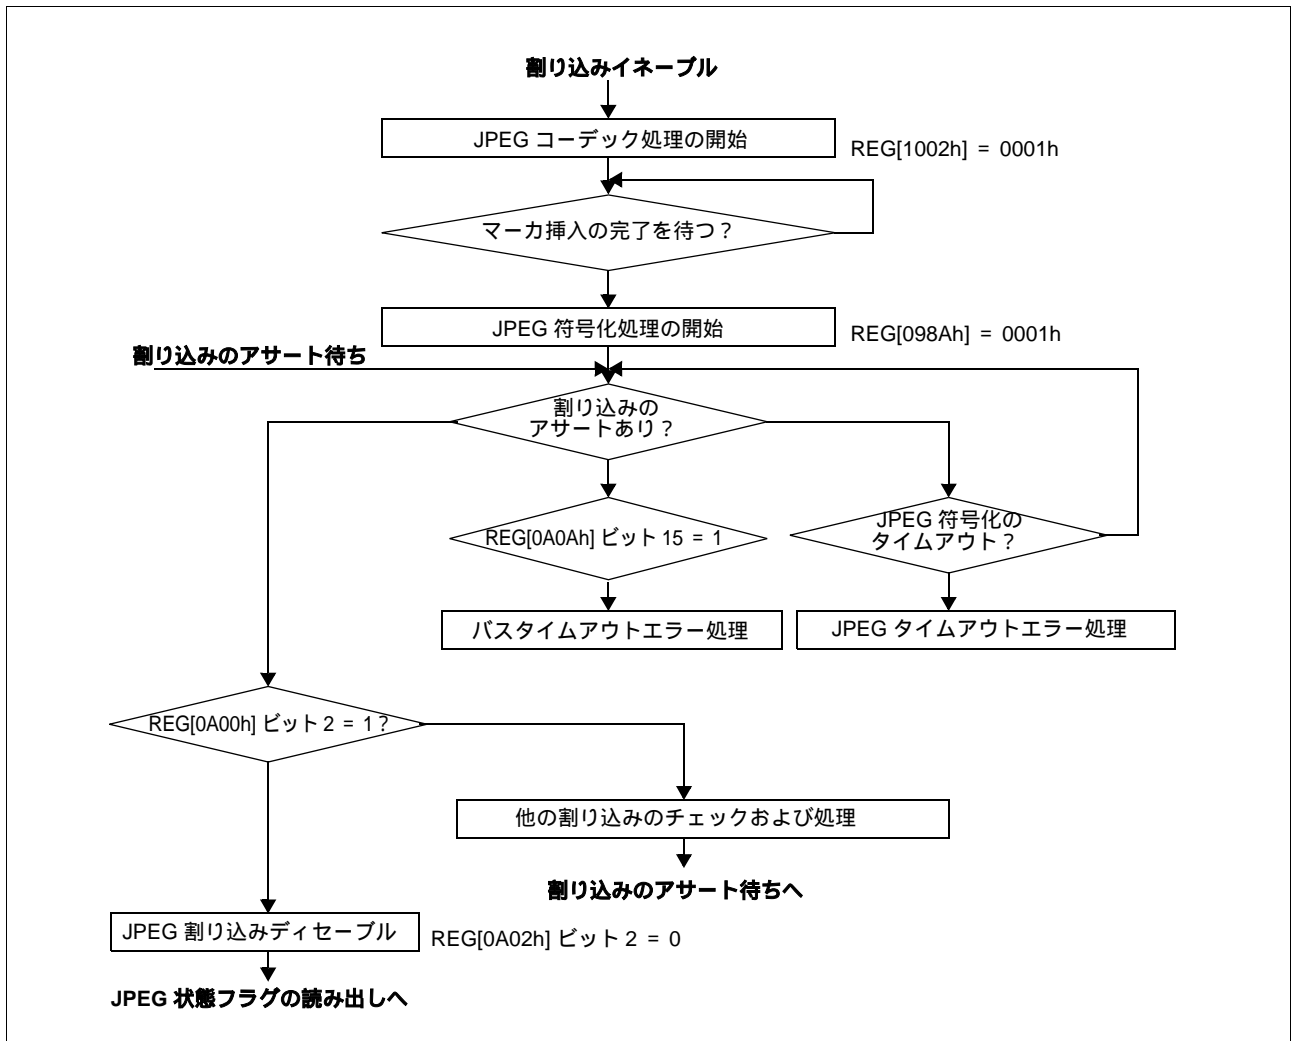 割り込みイネーブル
JPEG コーデック処理の開始
REG[1002h] = 0001h
マーカ挿入の完了を待つ？
JPEG 符号化処理の開始
REG[098Ah] = 0001h
割り込みのアサート待ち
割り込みの
アサートあり？
REG[0A0Ah] ビット 15 = 1
JPEG 符号化の
タイムアウト？
バスタイムアウトエラー処理
JPEG タイムアウトエラー処理
REG[0A00h] ビット 2 = 1？
他の割り込みのチェックおよび処理
割り込みのアサート待ちへ
JPEG 割り込みディセーブル
REG[0A02h] ビット 2 = 0
JPEG 状態フラグの読み出しへ